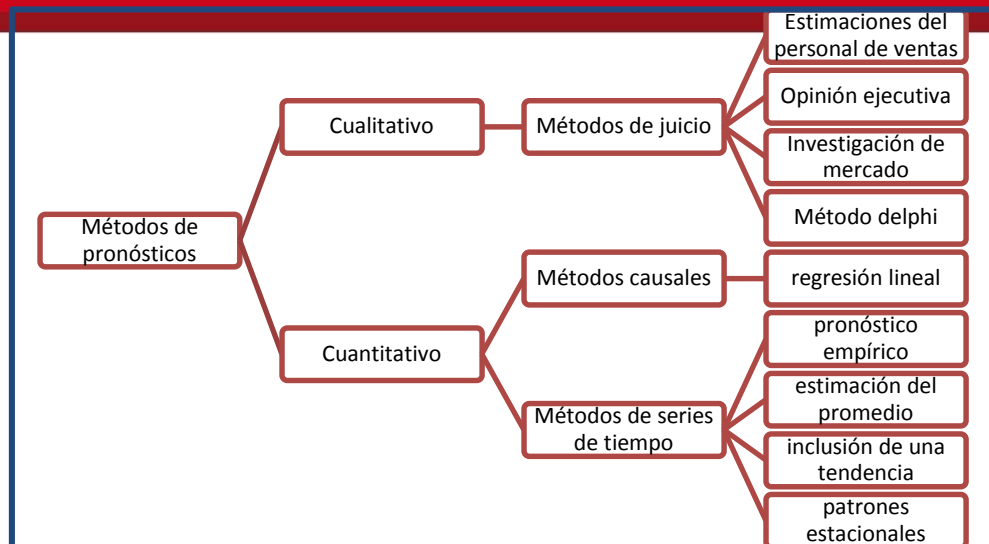 Métodos de
pronósticos
Cualitativo
Métodos de juicio
Estimaciones del
personal de ventas
Opinión ejecutiva
Investigación de
mercado
Método delphi
Cuantitativo
Métodos causales
regresión lineal
Métodos de series
de tiempo
pronóstico
empírico
estimación del
promedio
inclusión de una
tendencia
patrones
estacionales